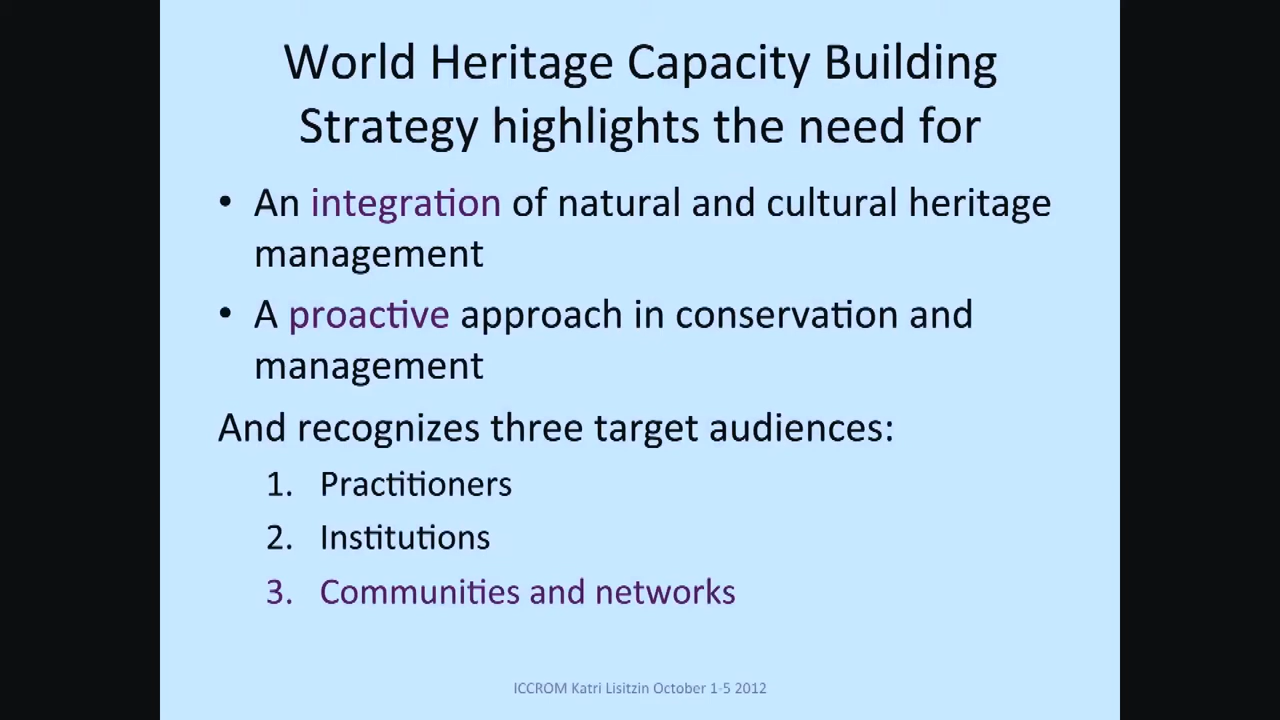 World Heritage Capacity Building
Strategy highlights the need for
• An integration of natural and cultural heritage
management
• A proactive approach in conservation and
management
And recognizes three target audiences:
1. Practitioners
2. Institutions
3. Communities and networks
ICCROM Katri Lisitzin October 1-5 2012